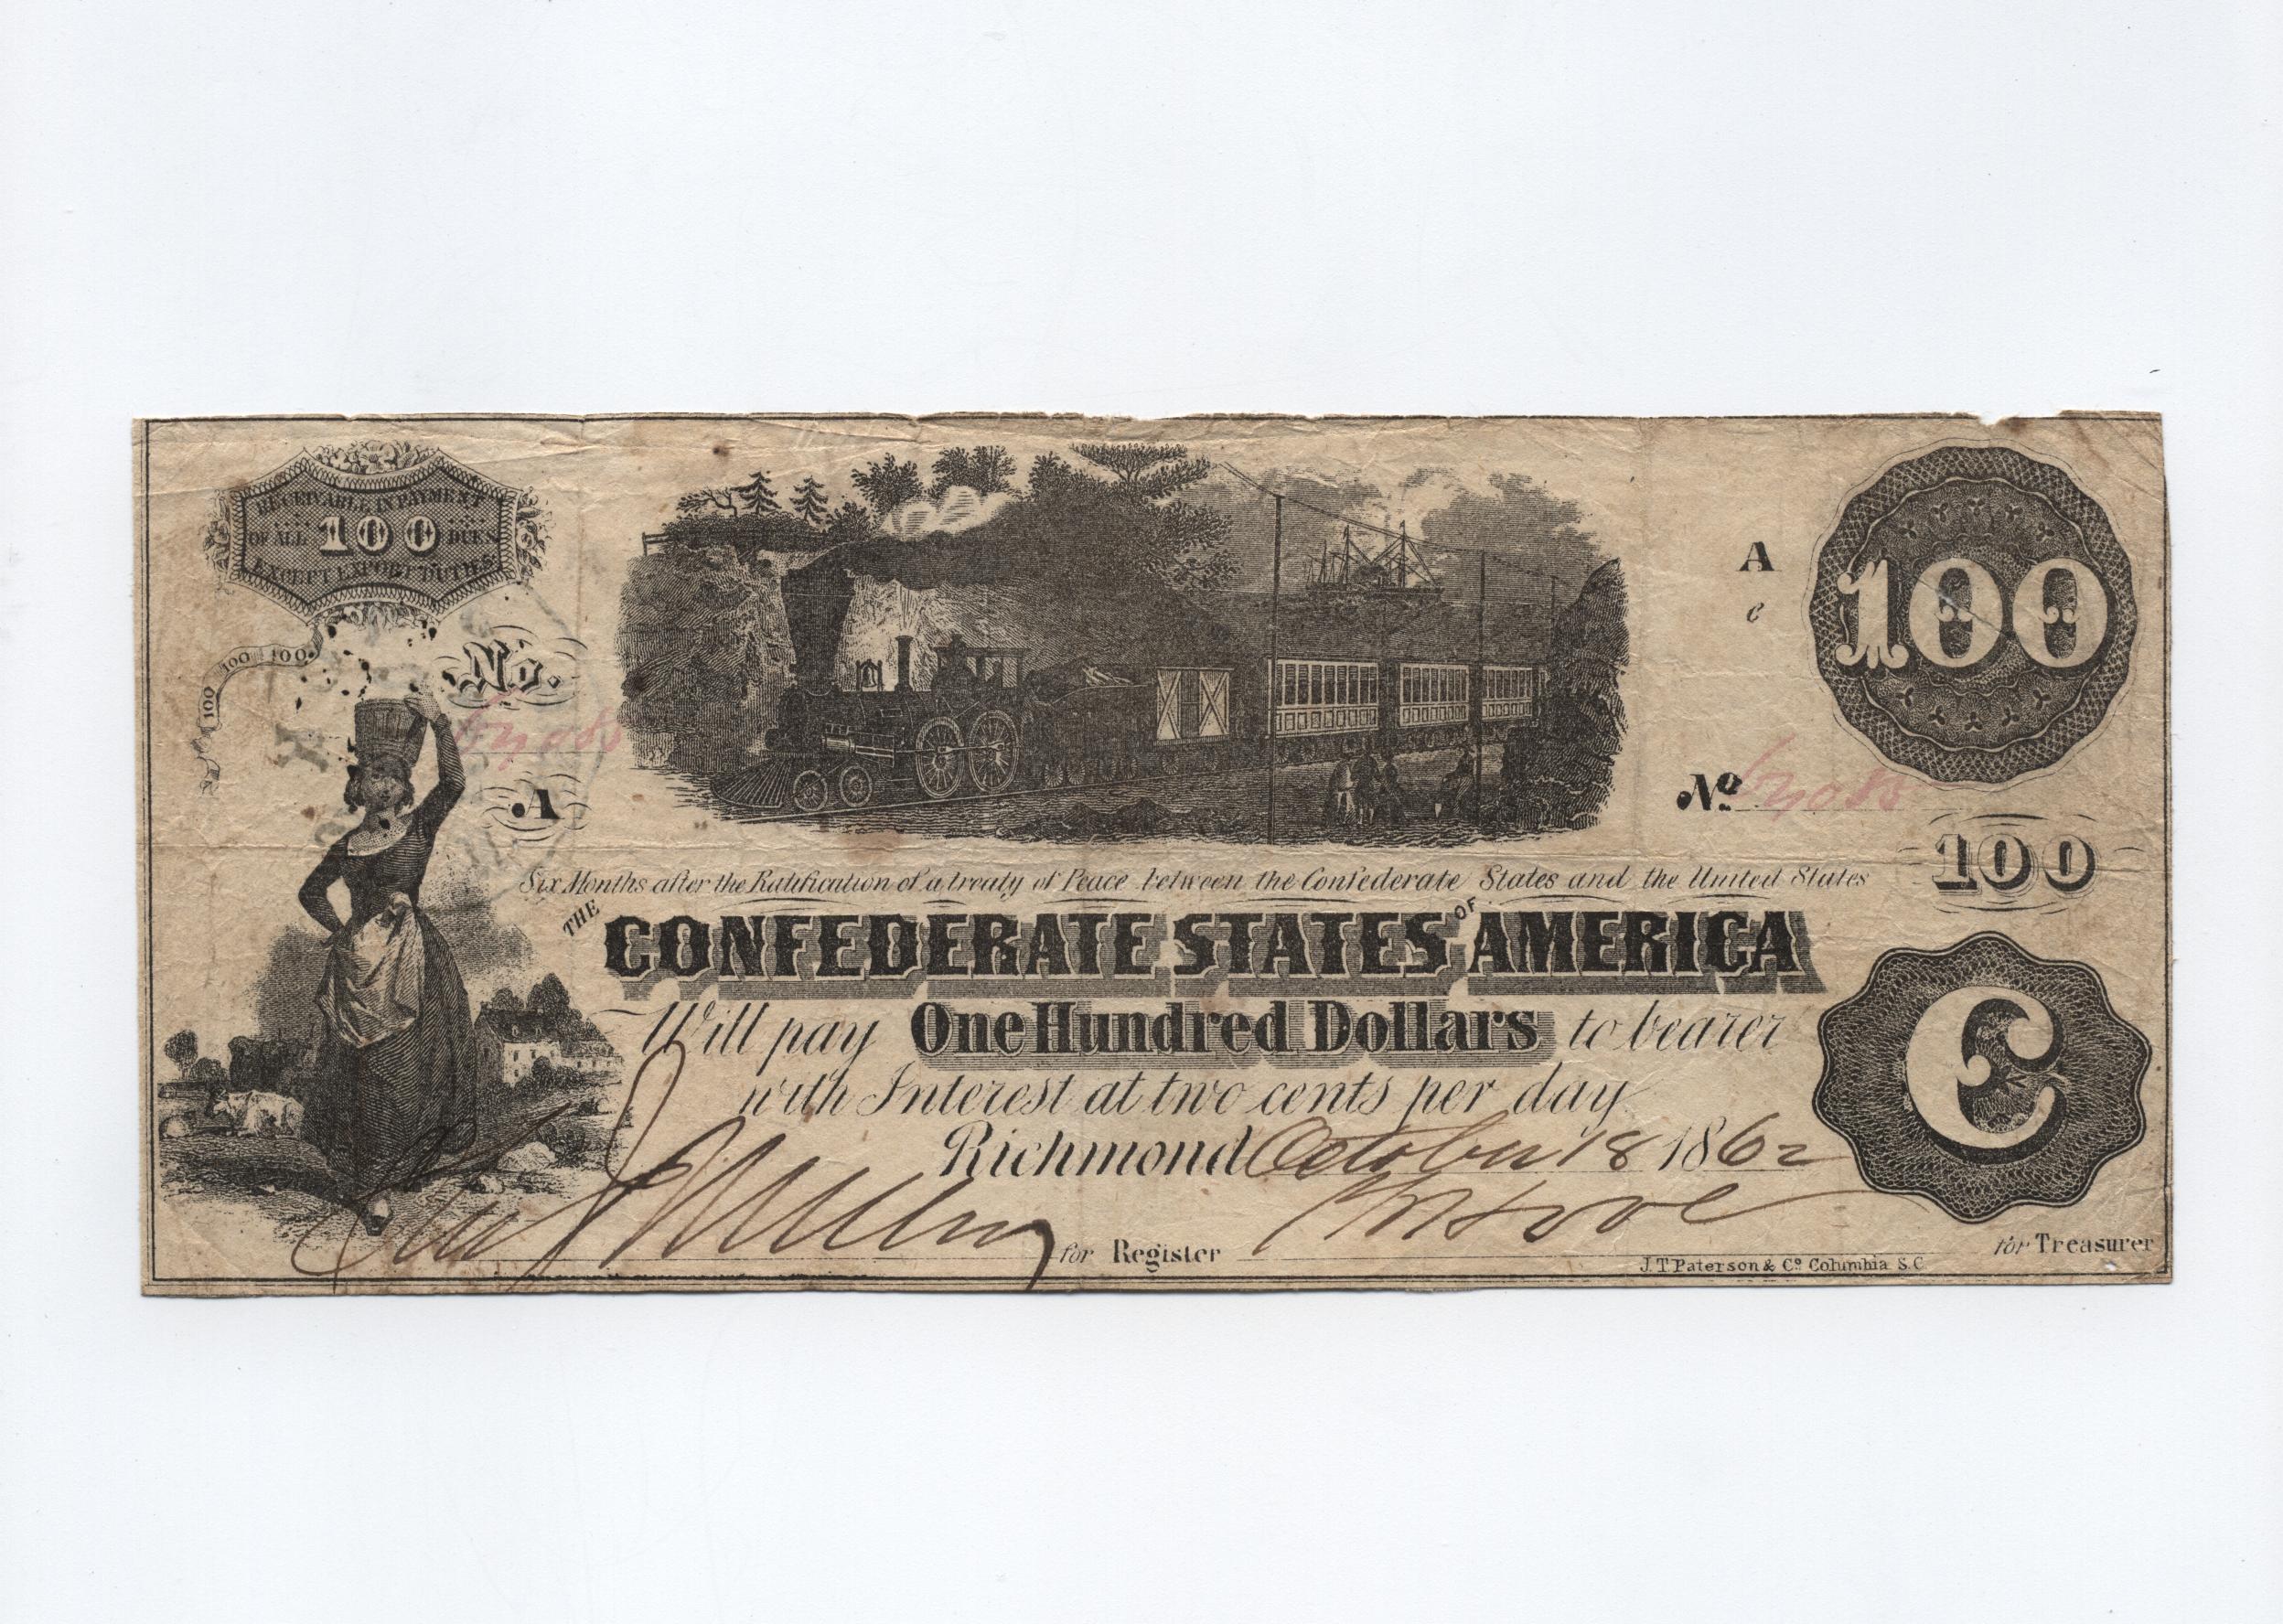 RECEIVABLE IN PAYMENT
OF ALL 100 DUES
EXCEPT EXPORT DUTIES
100 100 100
No.
A
A
e
100
No
100
Six Months after the Ratification of a treaty of Peace between the Confederate States and the United States
THE CONFEDERATE STATES OF AMERICA
Will pay One Hundred Dollars to bearer
with Interest at two cents per day
Richmond October 18 1862
C
for Register
for Treasurer
J.T. Paterson & Co Columbia S.C